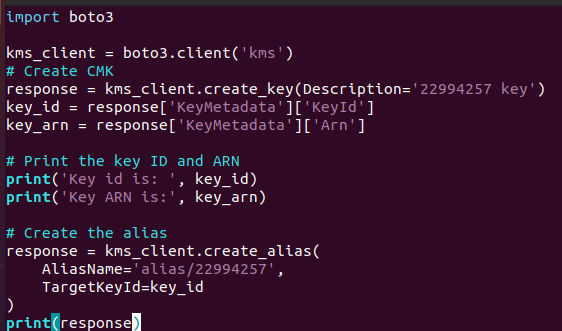 import boto3
kms_client = boto3.client('kms')
# Create CMK
response = kms_client.create_key(Description='22994257 key')
key_id = response['KeyMetadata']['KeyId']
key_arn = response['KeyMetadata']['Arn']
# Print the key ID and ARN
print('Key id is: ', key_id)
print('Key ARN is:', key_arn)
# Create the alias
response = kms_client.create_alias(
    AliasName='alias/22994257',
    TargetKeyId=key_id
)
print(response)